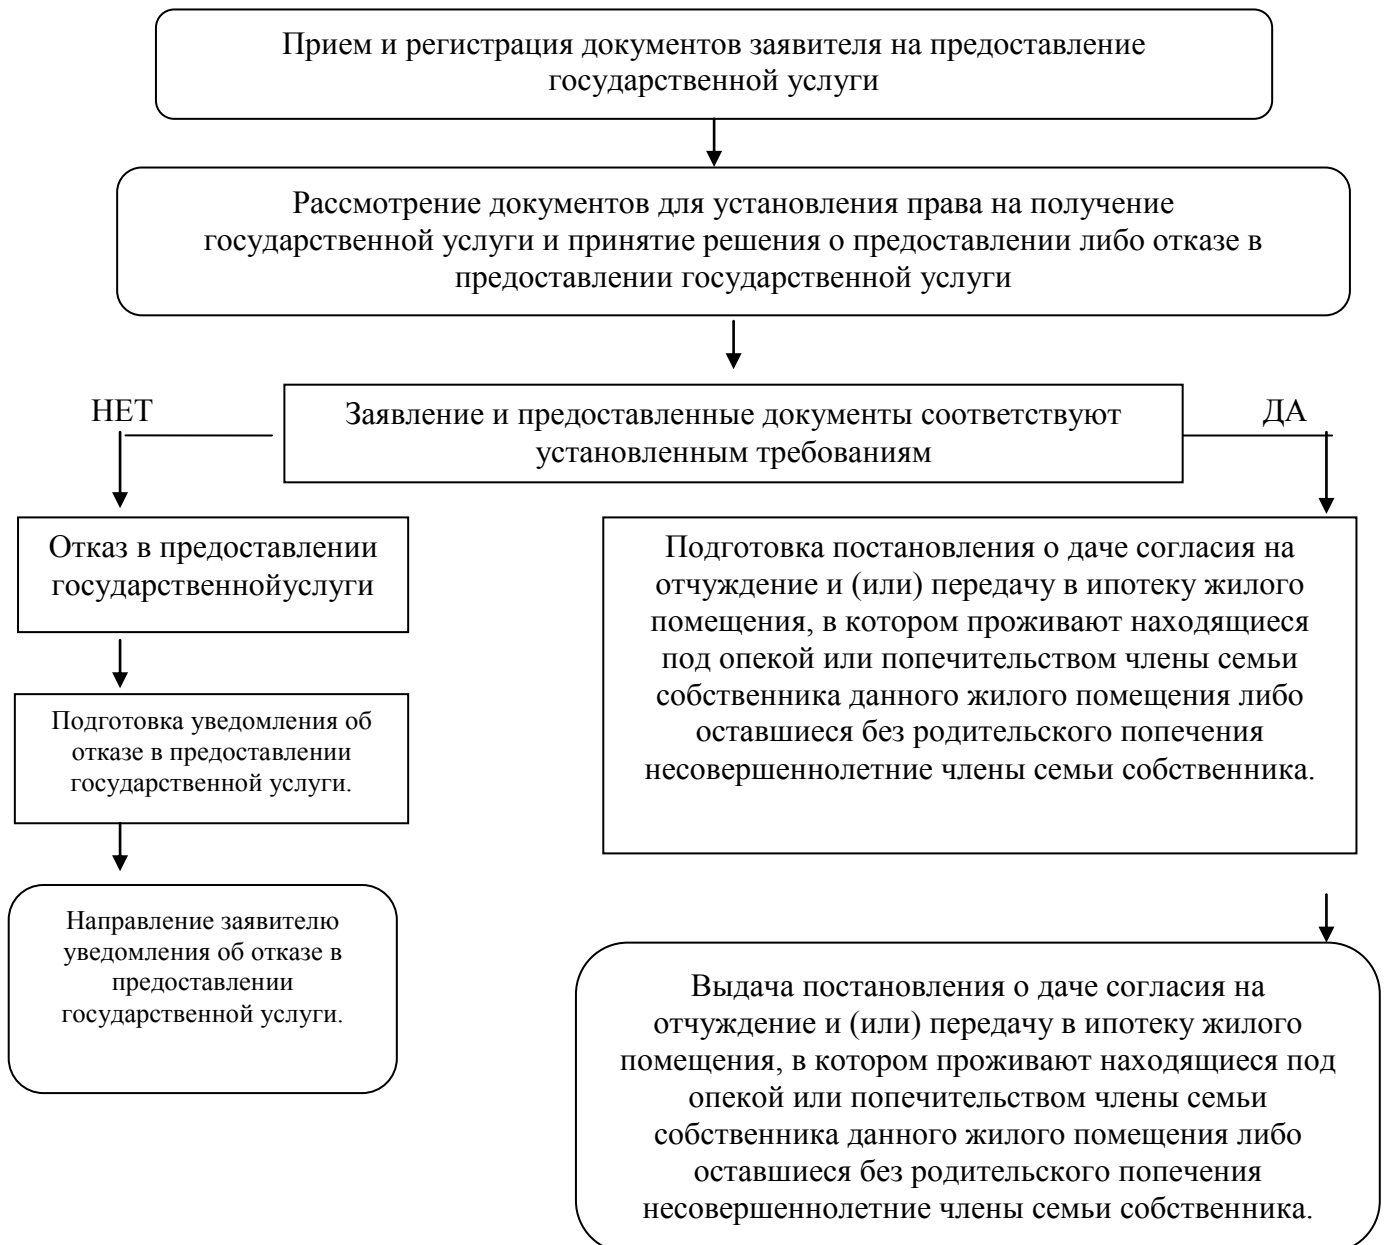 Прием и регистрация документов заявителя на предоставление
государственной услуги
Рассмотрение документов для установления права на получение
государственной услуги и принятие решения о предоставлении либо отказе в
предоставлении государственной услуги
НЕТ
Заявление и предоставленные документы соответствуют
установленным требованиям
ДА
Отказ в предоставлении
государственнойуслуги
Подготовка уведомления об
отказе в предоставлении
государственной услуги.
Направление заявителю
уведомления об отказе в
предоставлении
государственной услуги.
Подготовка постановления о даче согласия на
отчуждение и (или) передачу в ипотеку жилого
помещения, в котором проживают находящиеся
под опекой или попечительством члены семьи
собственника данного жилого помещения либо
оставшиеся без родительского попечения
несовершеннолетние члены семьи собственника.
Выдача постановления о даче согласия на
отчуждение и (или) передачу в ипотеку жилого
помещения, в котором проживают находящиеся под
опекой или попечительством члены семьи
собственника данного жилого помещения либо
оставшиеся без родительского попечения
несовершеннолетние члены семьи собственника.